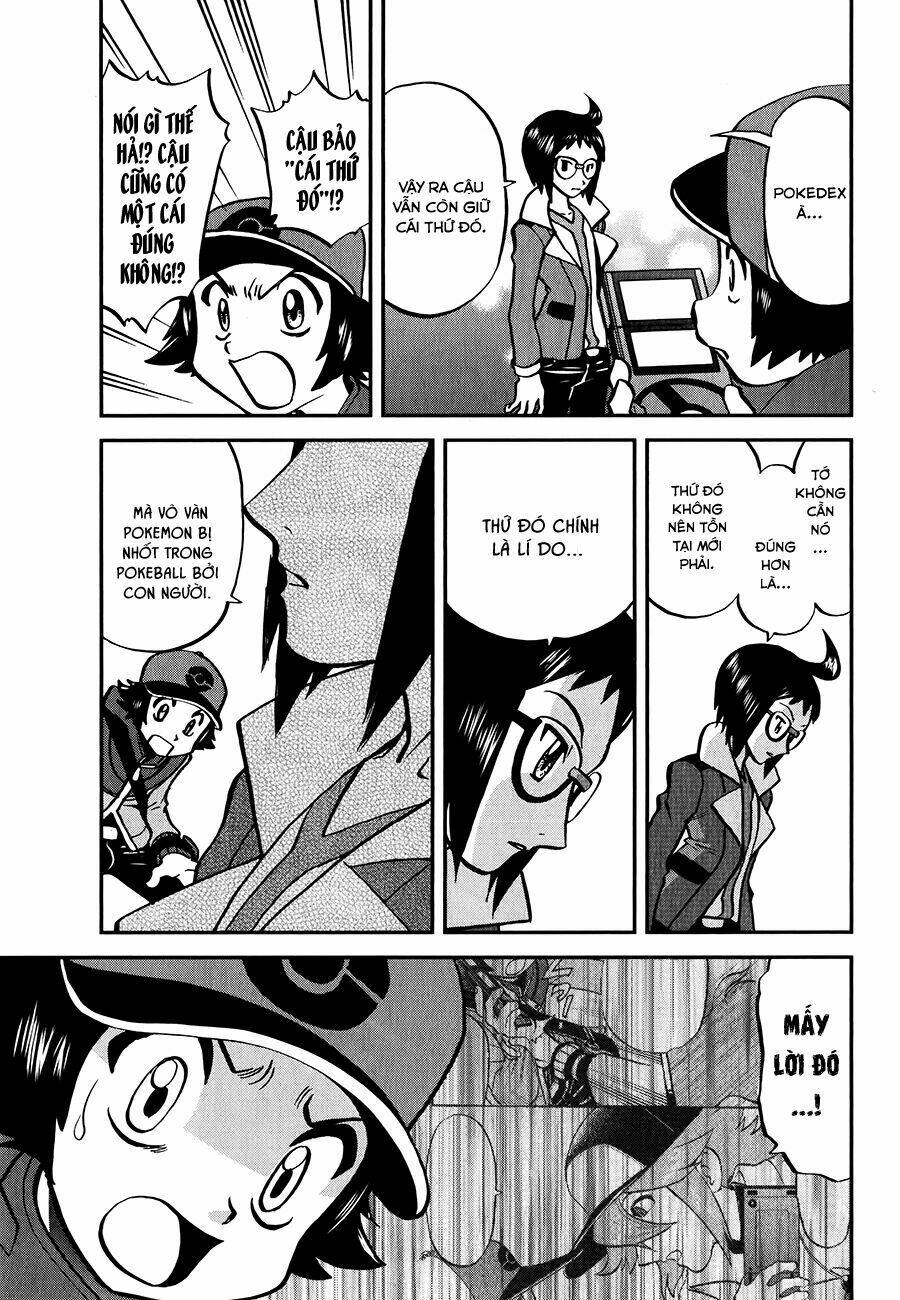 POKEDEX
À...
VẬY RA CẬU
VẪN CÒN GIỮ
CÁI THỨ ĐÓ.
CẬU BẢO
"CÁI THỨ
ĐÓ"!?
NÓI GÌ THẾ
HẢ!? CẬU
CŨNG CÓ
MỘT CÁI
ĐÚNG
KHÔNG!?
TỚ
KHÔNG
CẦN
NÓ
...
ĐÚNG
HƠN
LÀ...
THỨ ĐÓ
KHÔNG
NÊN TỒN
TẠI MỚI
PHẢI.
THỨ ĐÓ CHÍNH
LÀ LÍ DO...
MÀ VÔ VÀN
POKEMON BỊ
NHỐT TRONG
POKEBALL BỞI
CON NGƯỜI.
MẤY
LỜI ĐÓ
...!